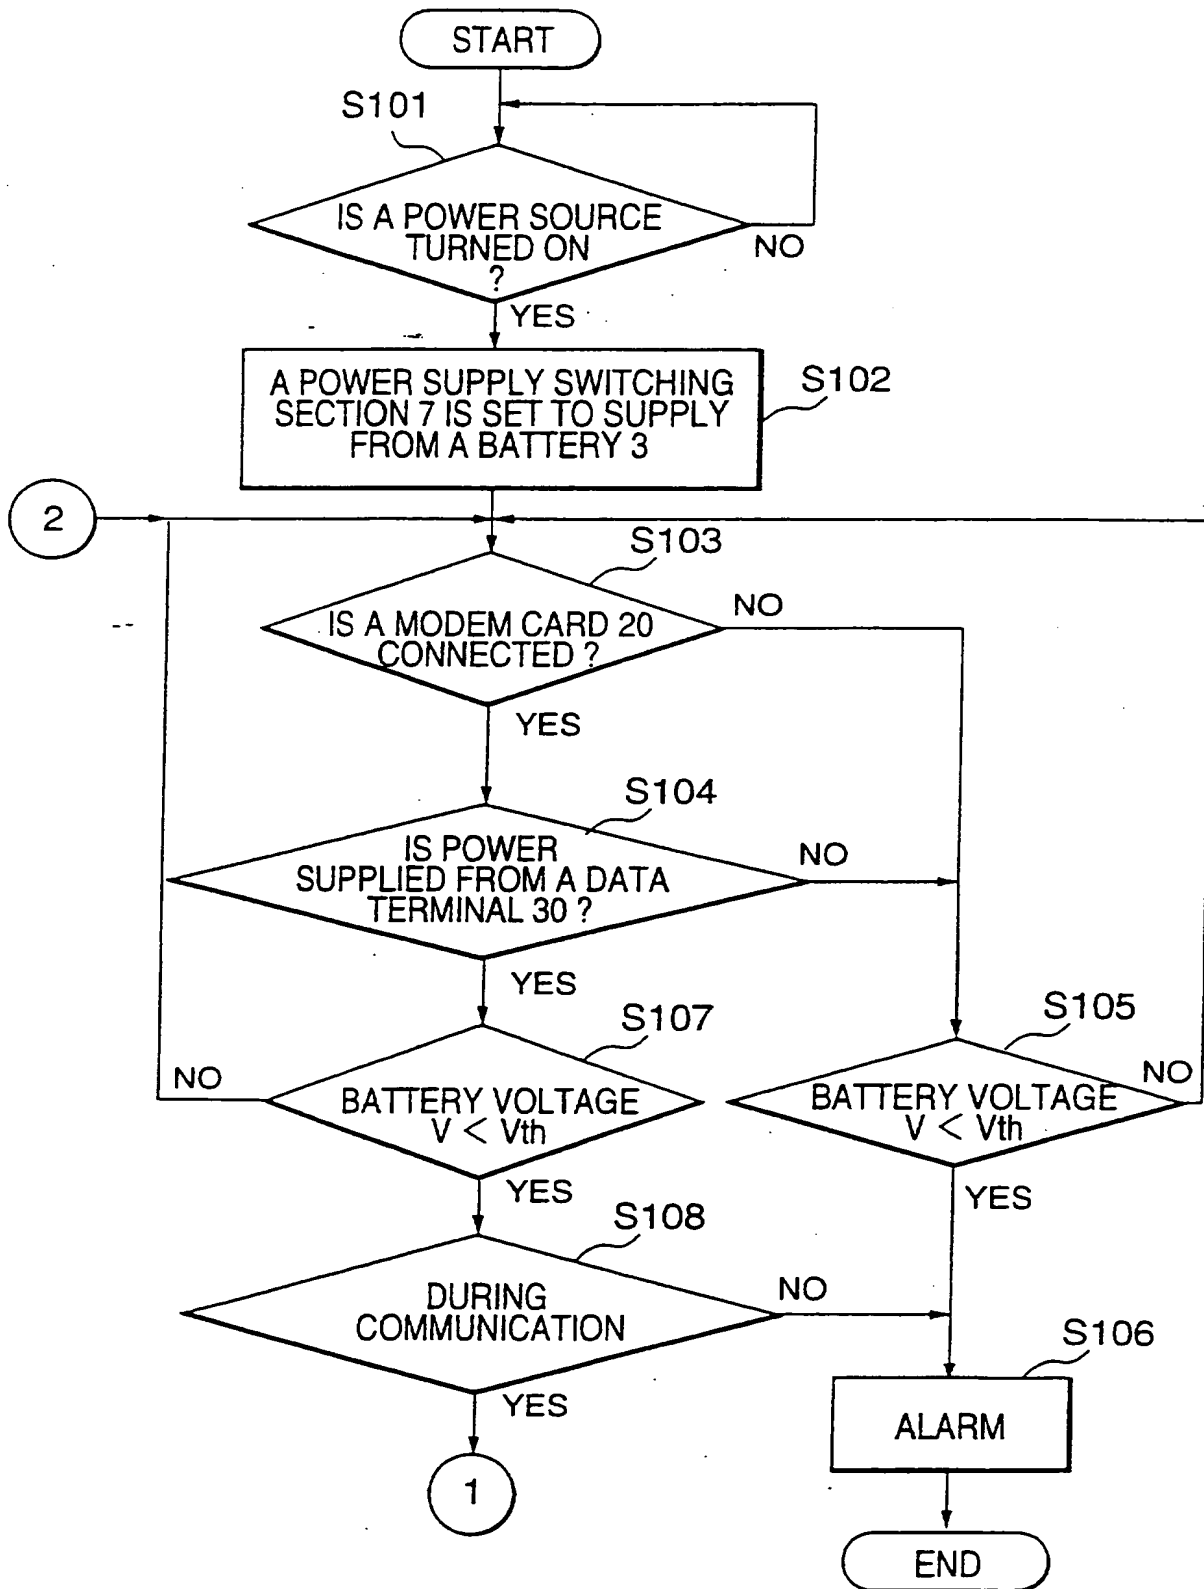 START
S101
IS A POWER SOURCE
TURNED ON
?
NO
YES
A POWER SUPPLY SWITCHING
SECTION 7 IS SET TO SUPPLY
FROM A BATTERY 3
S102
2
S103
IS A MODEM CARD 20
CONNECTED ?
NO
YES
S104
IS POWER
SUPPLIED FROM A DATA
TERMINAL 30 ?
NO
YES
S107
BATTERY VOLTAGE
V < Vth
NO
YES
S105
BATTERY VOLTAGE
V < Vth
NO
YES
S108
DURING
COMMUNICATION
NO
YES
S106
ALARM
1
END